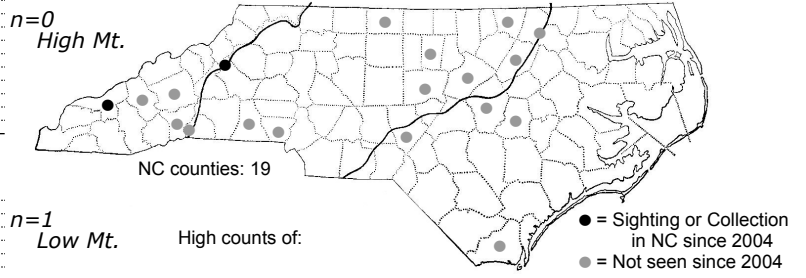 n=0
High Mt.
NC counties: 19
n=1
Low Mt.
High counts of:
= Sighting or Collection
in NC since 2004
= Not seen since 2004